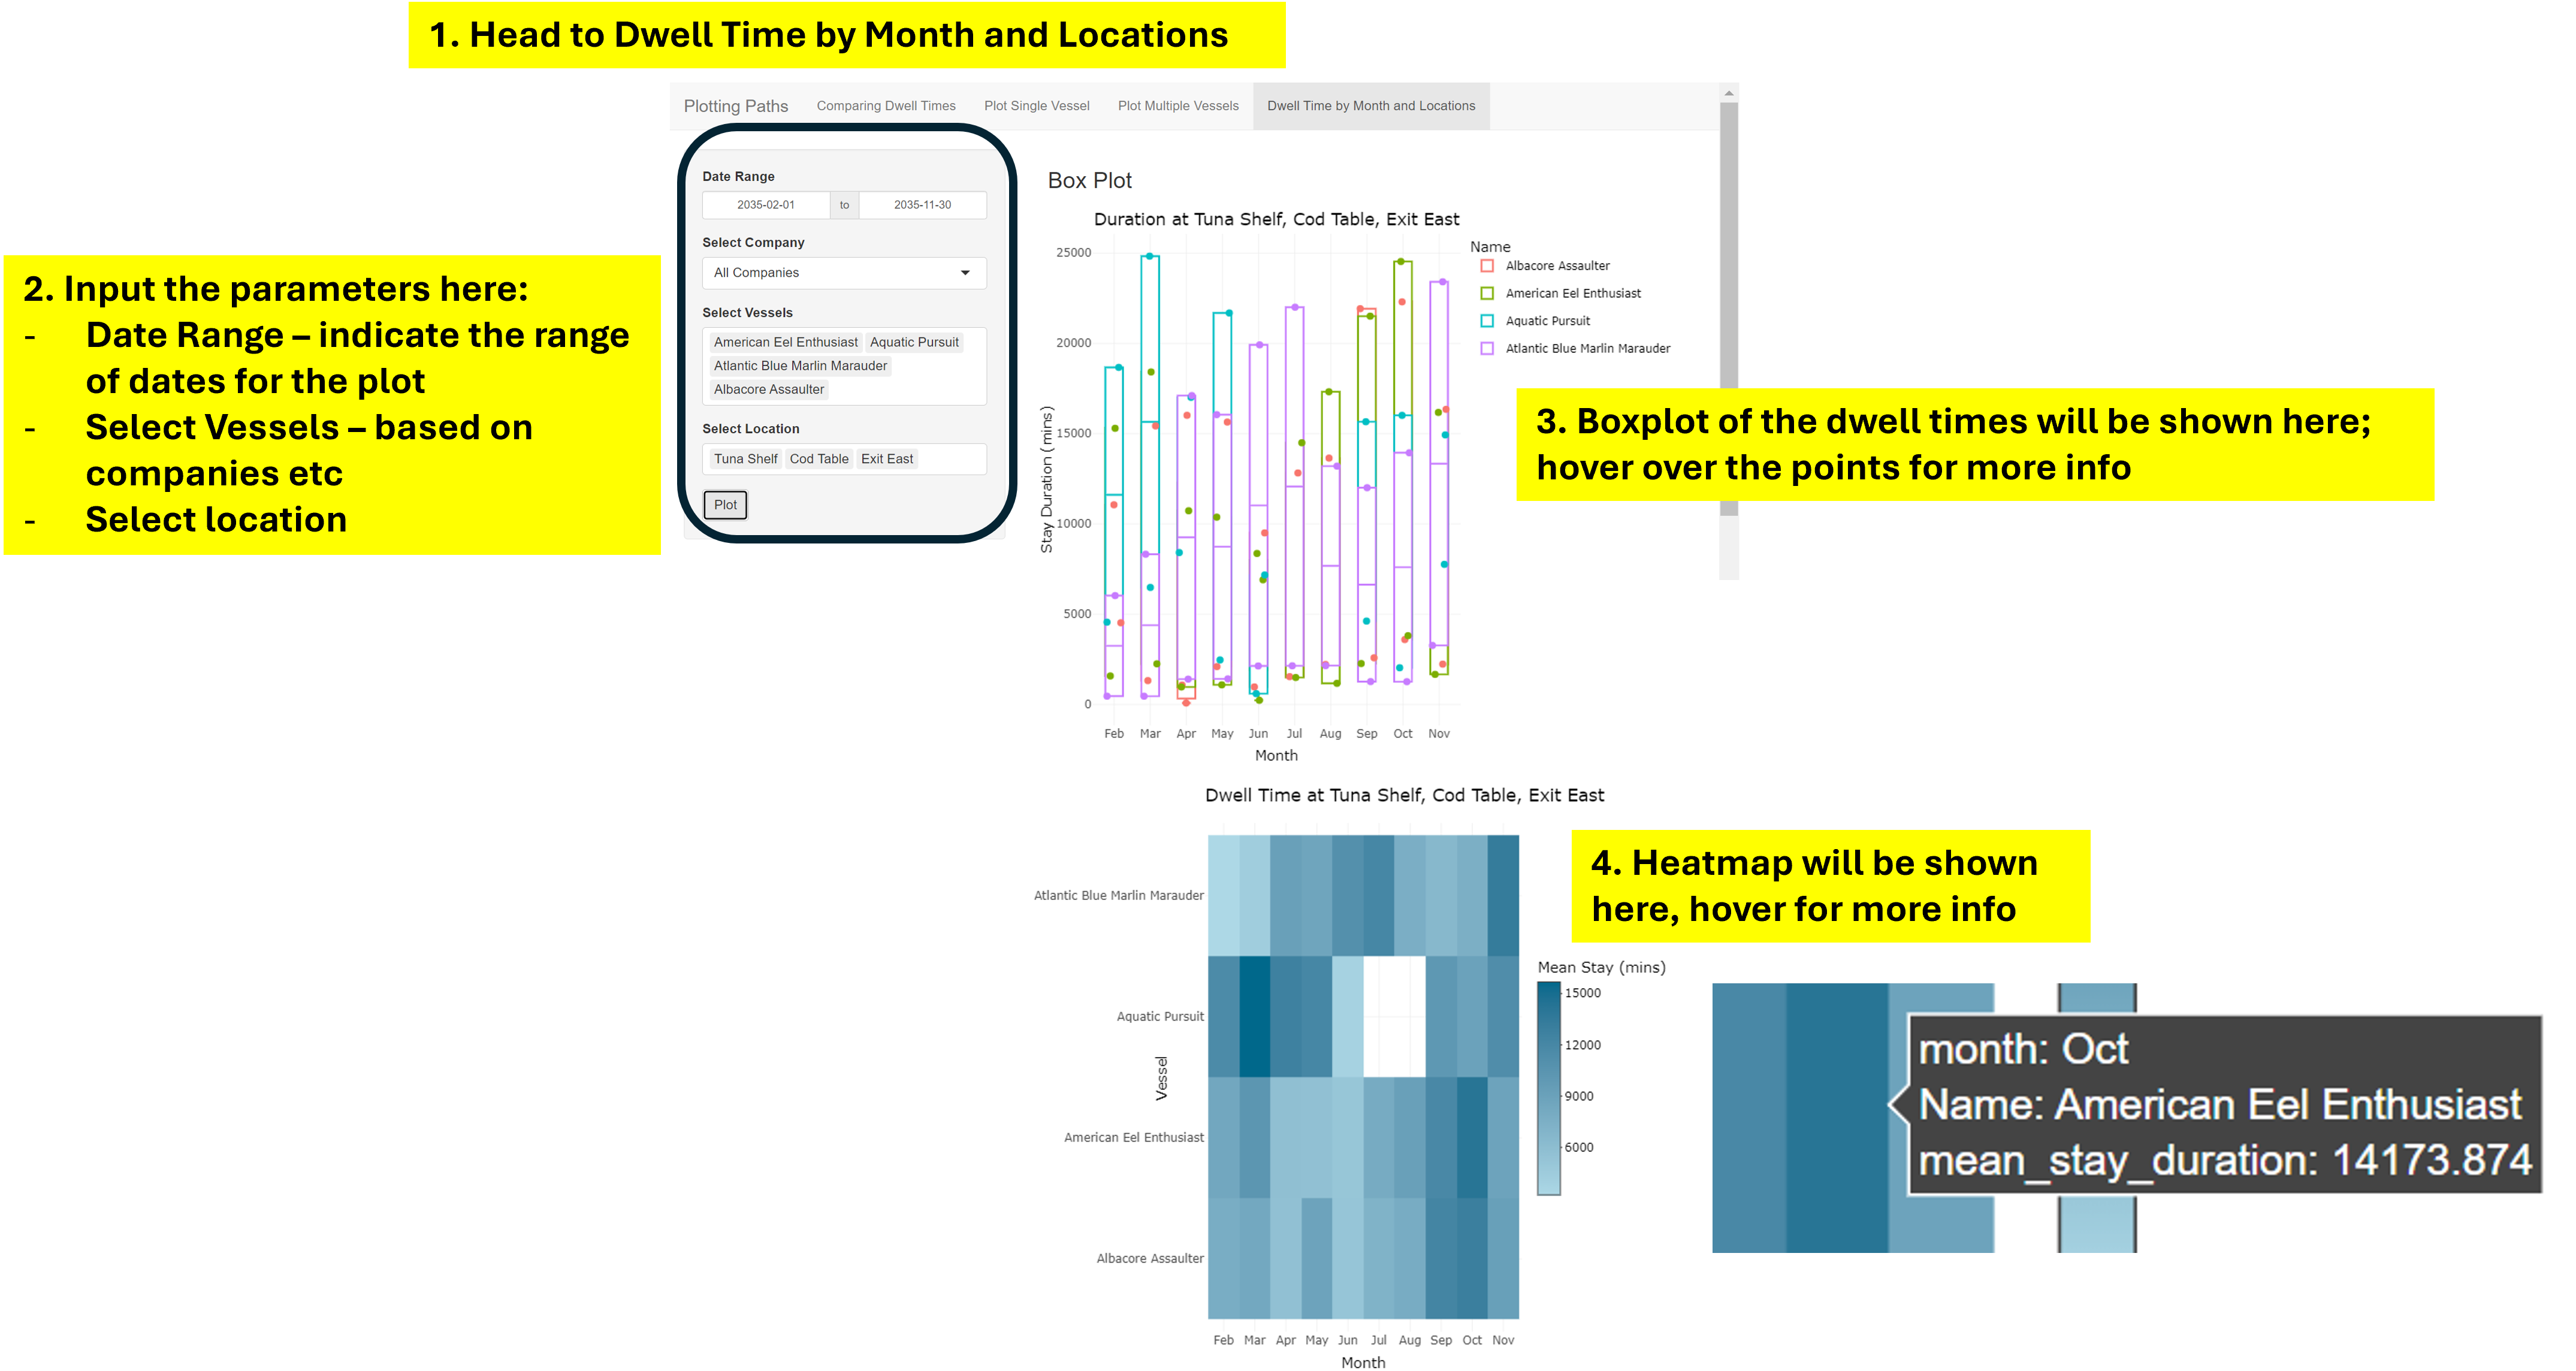 1. Head to Dwell Time by Month and Locations
Plotting Paths Comparing Dwell Times Plot Single Vessel Plot Multiple Vessels Dwell Time by Month and Locations
Date Range
2035-02-01 to 2035-11-30
Select Company
All Companies
Select Vessels
American Eel Enthusiast Aquatic Pursuit
Atlantic Blue Marlin Marauder
Albacore Assaulter
Select Location
Tuna Shelf Cod Table Exit East
Plot
2. Input the parameters here:
- Date Range – indicate the range
of dates for the plot
- Select Vessels – based on
companies etc
- Select location
Box Plot
Duration at Tuna Shelf, Cod Table, Exit East
Stay Duration (mins)
25000
20000
15000
10000
5000
0
Feb Mar Apr May Jun Jul Aug Sep Oct Nov
Month
Name
Albacore Assaulter
American Eel Enthusiast
Aquatic Pursuit
Atlantic Blue Marlin Marauder
3. Boxplot of the dwell times will be shown here;
hover over the points for more info
Dwell Time at Tuna Shelf, Cod Table, Exit East
Vessel
Atlantic Blue Marlin Marauder
Aquatic Pursuit
American Eel Enthusiast
Albacore Assaulter
Feb Mar Apr May Jun Jul Aug Sep Oct Nov
Month
4. Heatmap will be shown
here, hover for more info
Mean Stay (mins)
15000
12000
9000
6000
month: Oct
Name: American Eel Enthusiast
mean_stay_duration: 14173.874